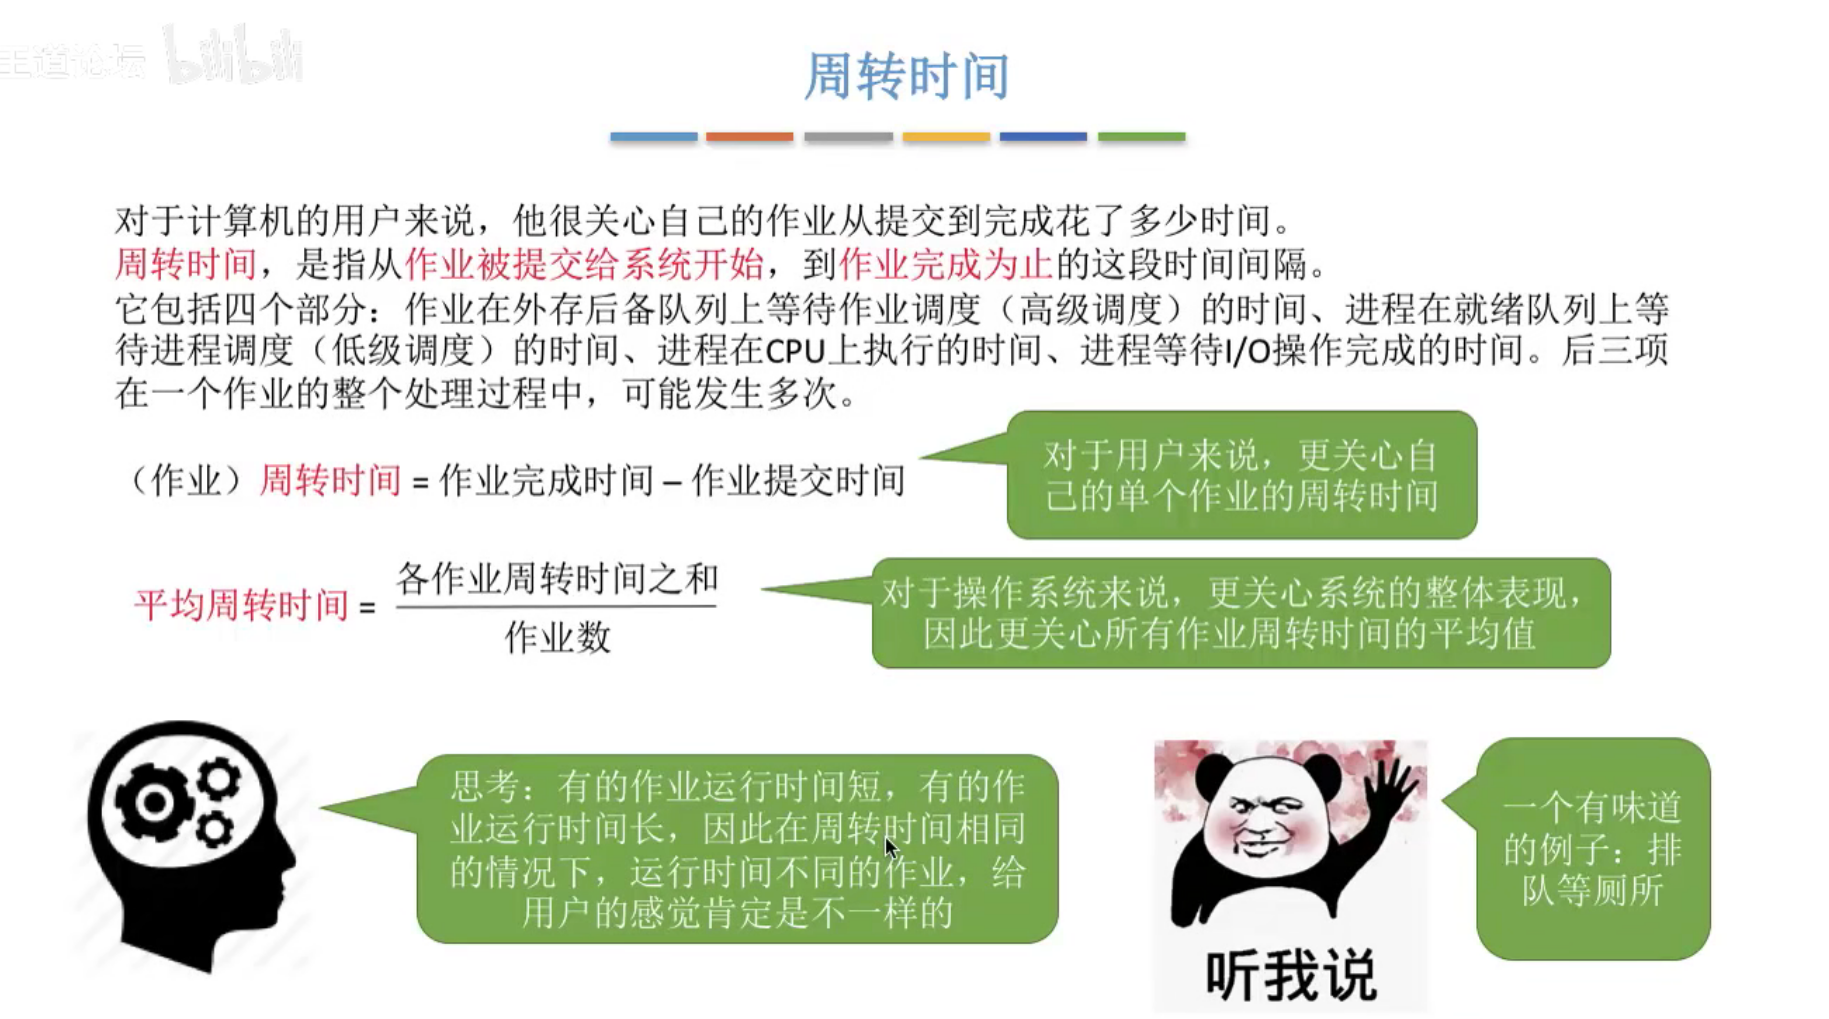 王道论坛 bilibili
周转时间
对于计算机的用户来说，他很关心自己的作业从提交到完成花了多少时间。
周转时间，是指从作业被提交给系统开始，到作业完成为止的这段时间间隔。
它包括四个部分：作业在外存后备队列上等待作业调度（高级调度）的时间、进程在就绪队列上等
待进程调度（低级调度）的时间、进程在CPU上执行的时间、进程等待I/O操作完成的时间。后三项
在一个作业的整个处理过程中，可能发生多次。
（作业）周转时间 = 作业完成时间 – 作业提交时间
对于用户来说，更关心自
己的单个作业的周转时间
平均周转时间 =
各作业周转时间之和
作业数
对于操作系统来说，更关心系统的整体表现，
因此更关心所有作业周转时间的平均值
思考：有的作业运行时间短，有的作
业运行时间长，因此在周转时间相同
的情况下，运行时间不同的作业，给
用户的感觉肯定是不一样的
听我说
一个有味道
的例子：排
队等厕所